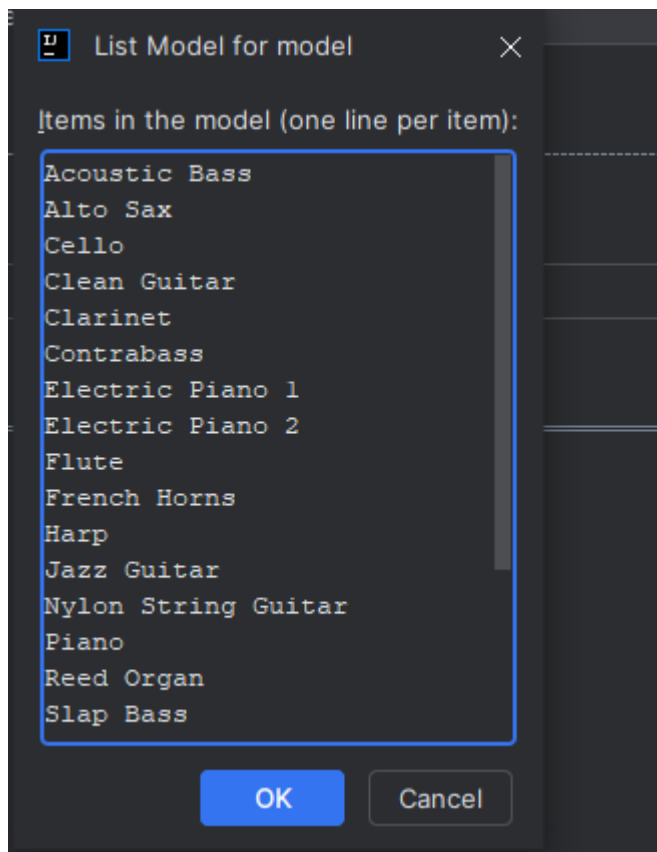 IJ
List Model for model
Items in the model (one line per item):
Acoustic Bass
Alto Sax
Cello
Clean Guitar
Clarinet
Contrabass
Electric Piano 1
Electric Piano 2
Flute
French Horns
Harp
Jazz Guitar
Nylon String Guitar
Piano
Reed Organ
Slap Bass
OK Cancel